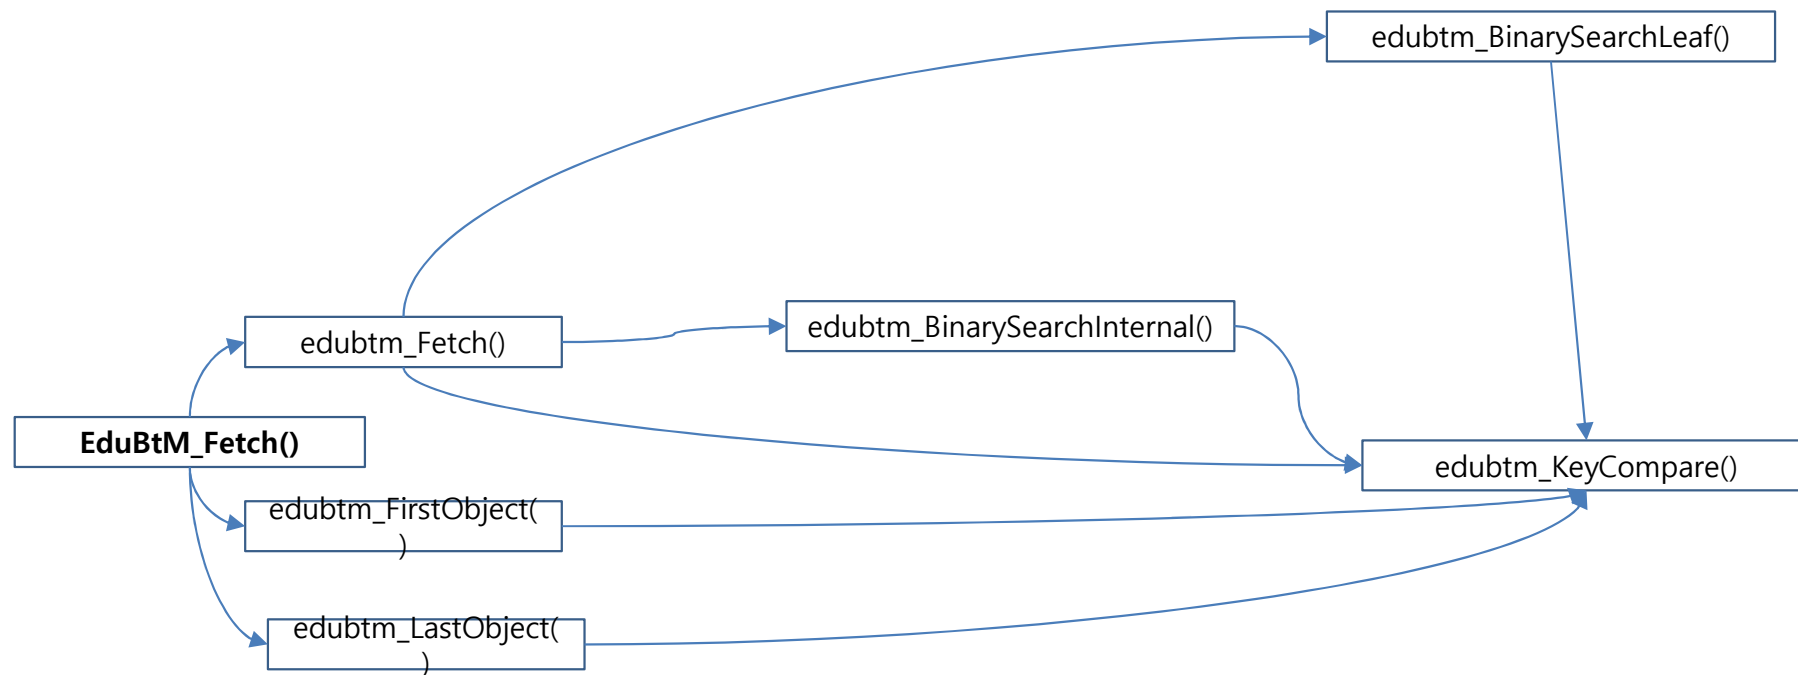 edubtm_BinarySearchLeaf()
edubtm_BinarySearchInternal()
edubtm_Fetch()
EduBtM_Fetch()
edubtm_KeyCompare()
edubtm_FirstObject(
)
edubtm_LastObject(
)